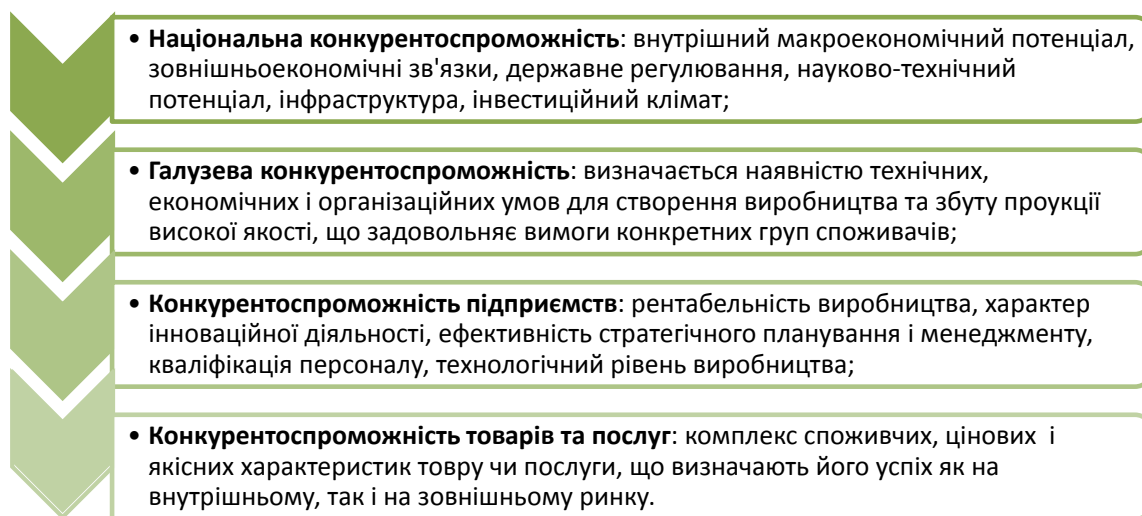 • Національна конкурентоспроможність: внутрішний макроекономічний потенціал,
зовнішньоекономічні зв'язки, державне регулювання, науково-технічний
потенціал, інфраструктура, інвестиційний клімат;
• Галузева конкурентоспроможність: визначається наявністю технічних,
економічних і організаційних умов для створення виробництва та збуту проукції
високої якості, що задовольняє вимоги конкретних груп споживачів;
• Конкурентоспроможність підприємств: рентабельність виробництва, характер
інноваційної діяльності, ефективність стратегічного планування і менеджменту,
кваліфікація персоналу, технологічний рівень виробництва;
• Конкурентоспроможність товарів та послуг: комплекс споживчих, цінових і
якісних характеристик товру чи послуги, що визначають його успіх як на
внутрішньому, так і на зовнішньому ринку.